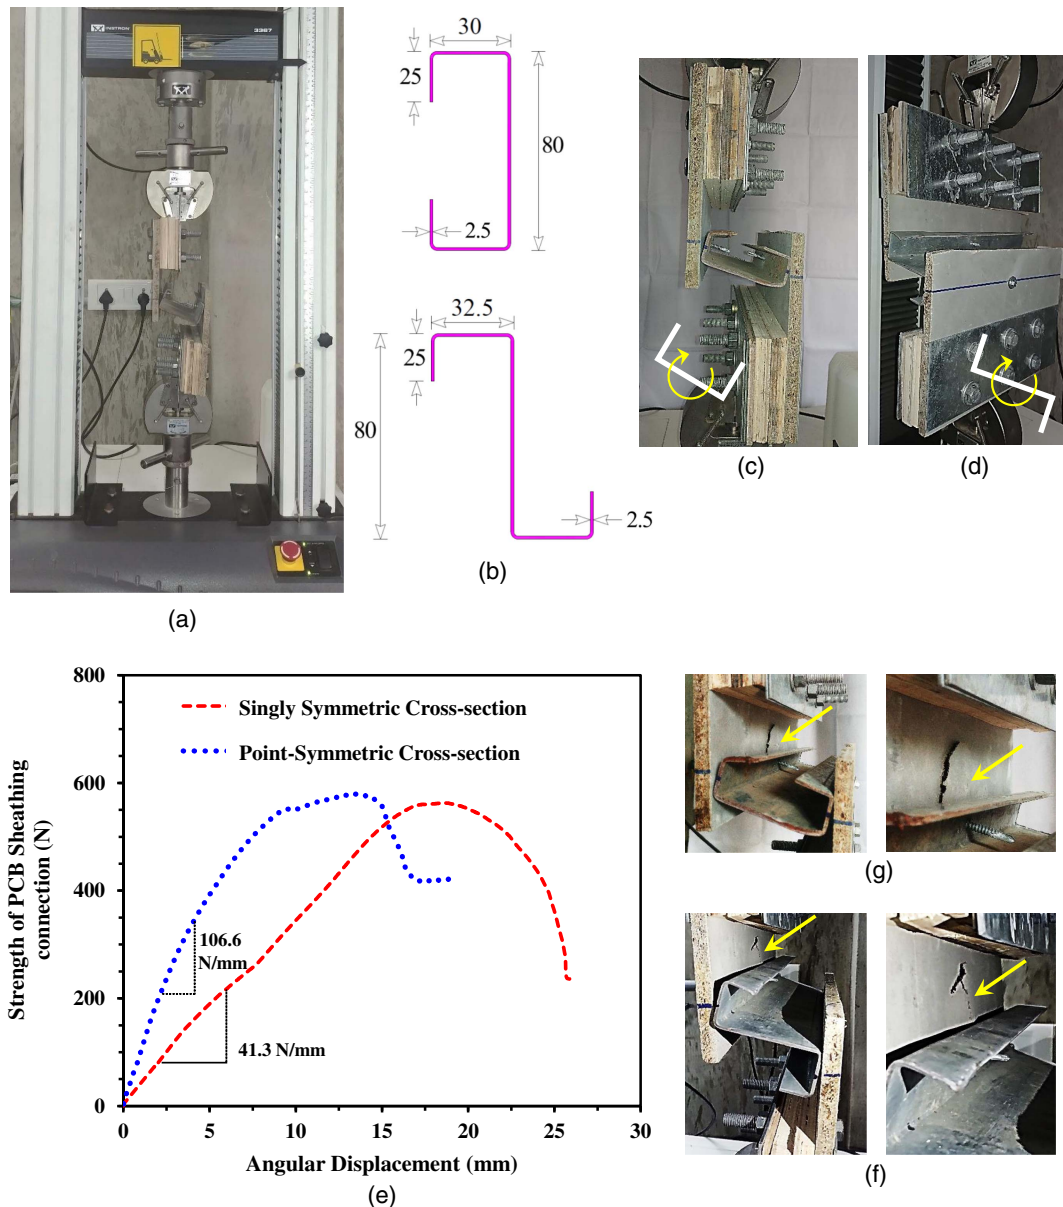 INSTRON
3367
(a)
30
25
80
2.5
32.5
25
80
2.5
(b)
(c)
(d)
800
600
400
200
0
0
5
10
15
20
25
30
Strength of PCB Sheathing
connection (N)
Singly Symmetric Cross-section
Point-Symmetric Cross-section
106.6
N/mm
41.3 N/mm
Angular Displacement (mm)
(e)
(g)
(f)